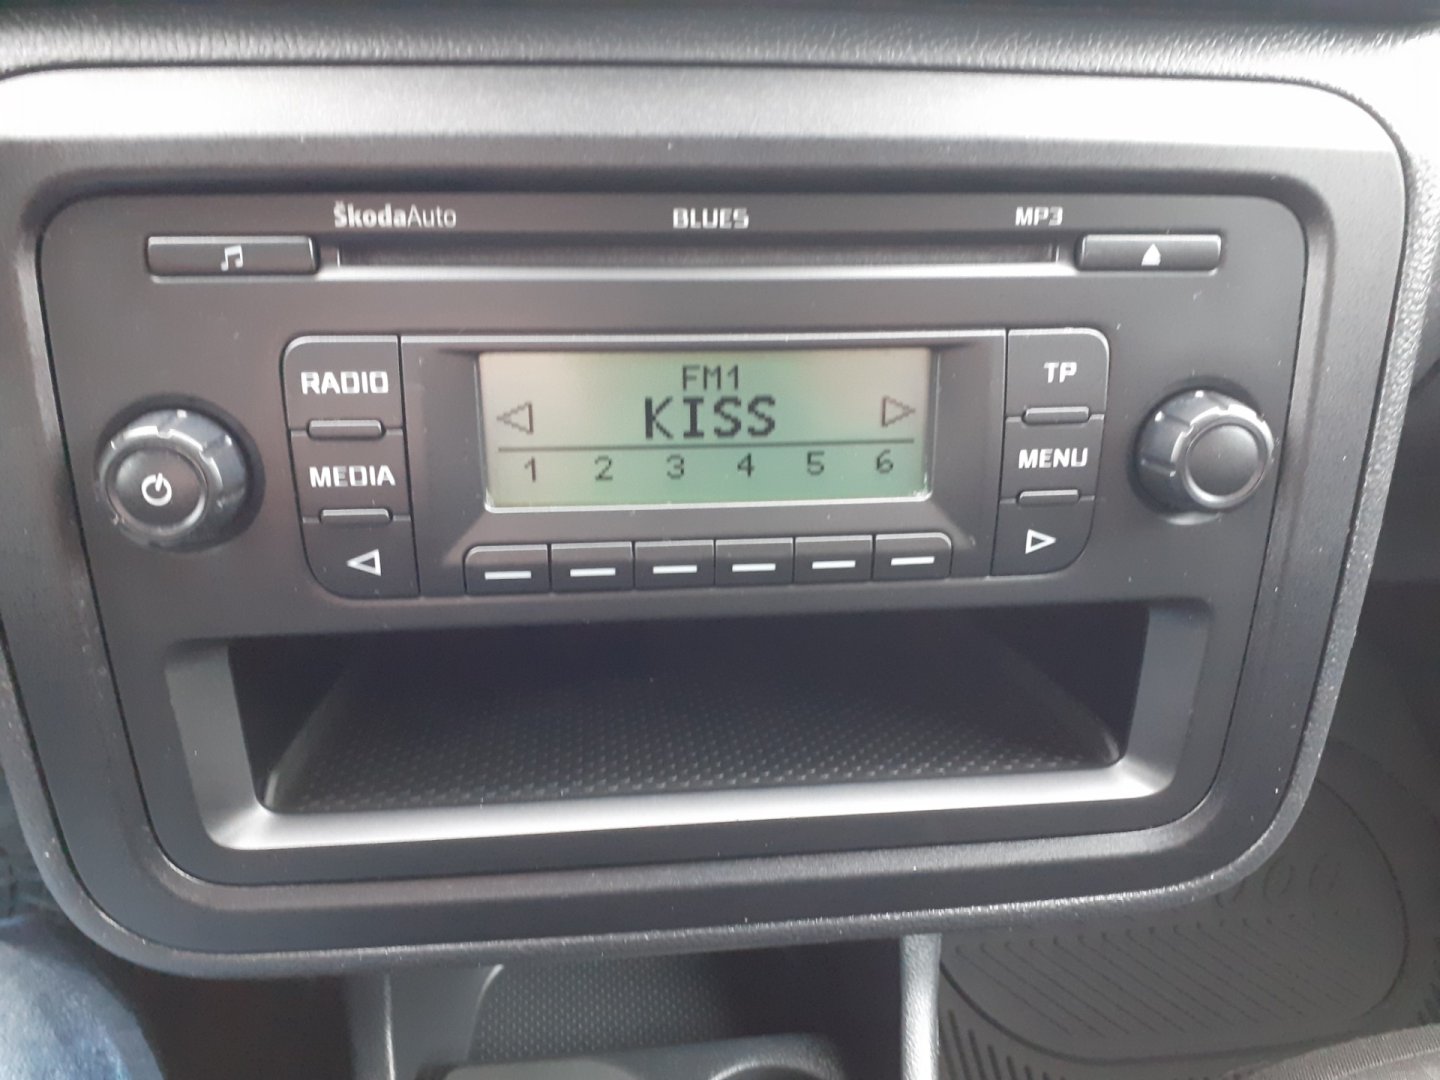 ŠkodaAuto BLUES MP3
RADIO
MEDIA
FM1
KISS
1 2 3 4 5 6
TP
MENU